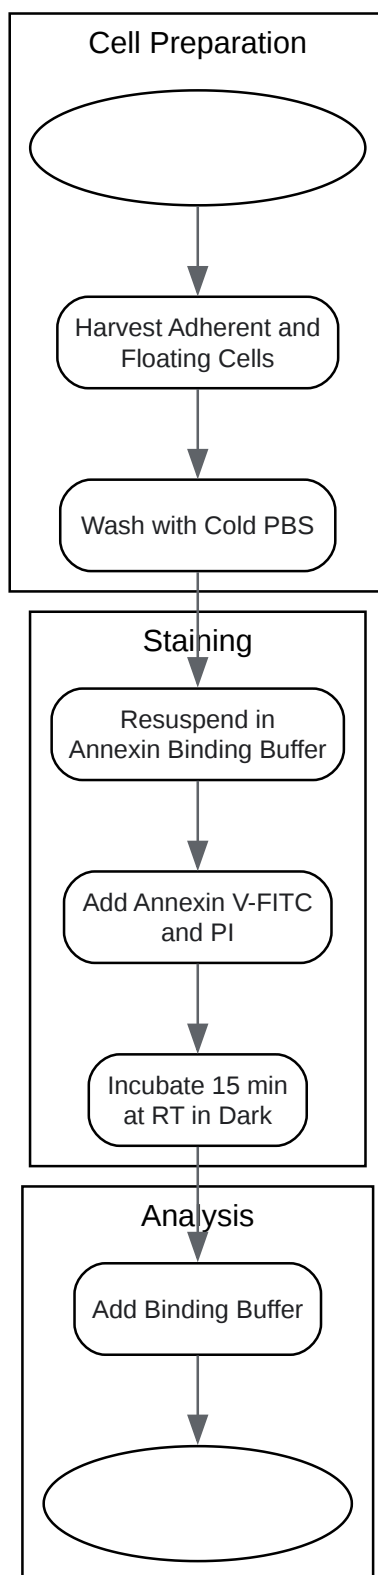 Cell Preparation
Harvest Adherent and
Floating Cells
Wash with Cold PBS
Staining
Resuspend in
Annexin Binding Buffer
Add Annexin V-FITC
and PI
Incubate 15 min
at RT in Dark
Analysis
Add Binding Buffer